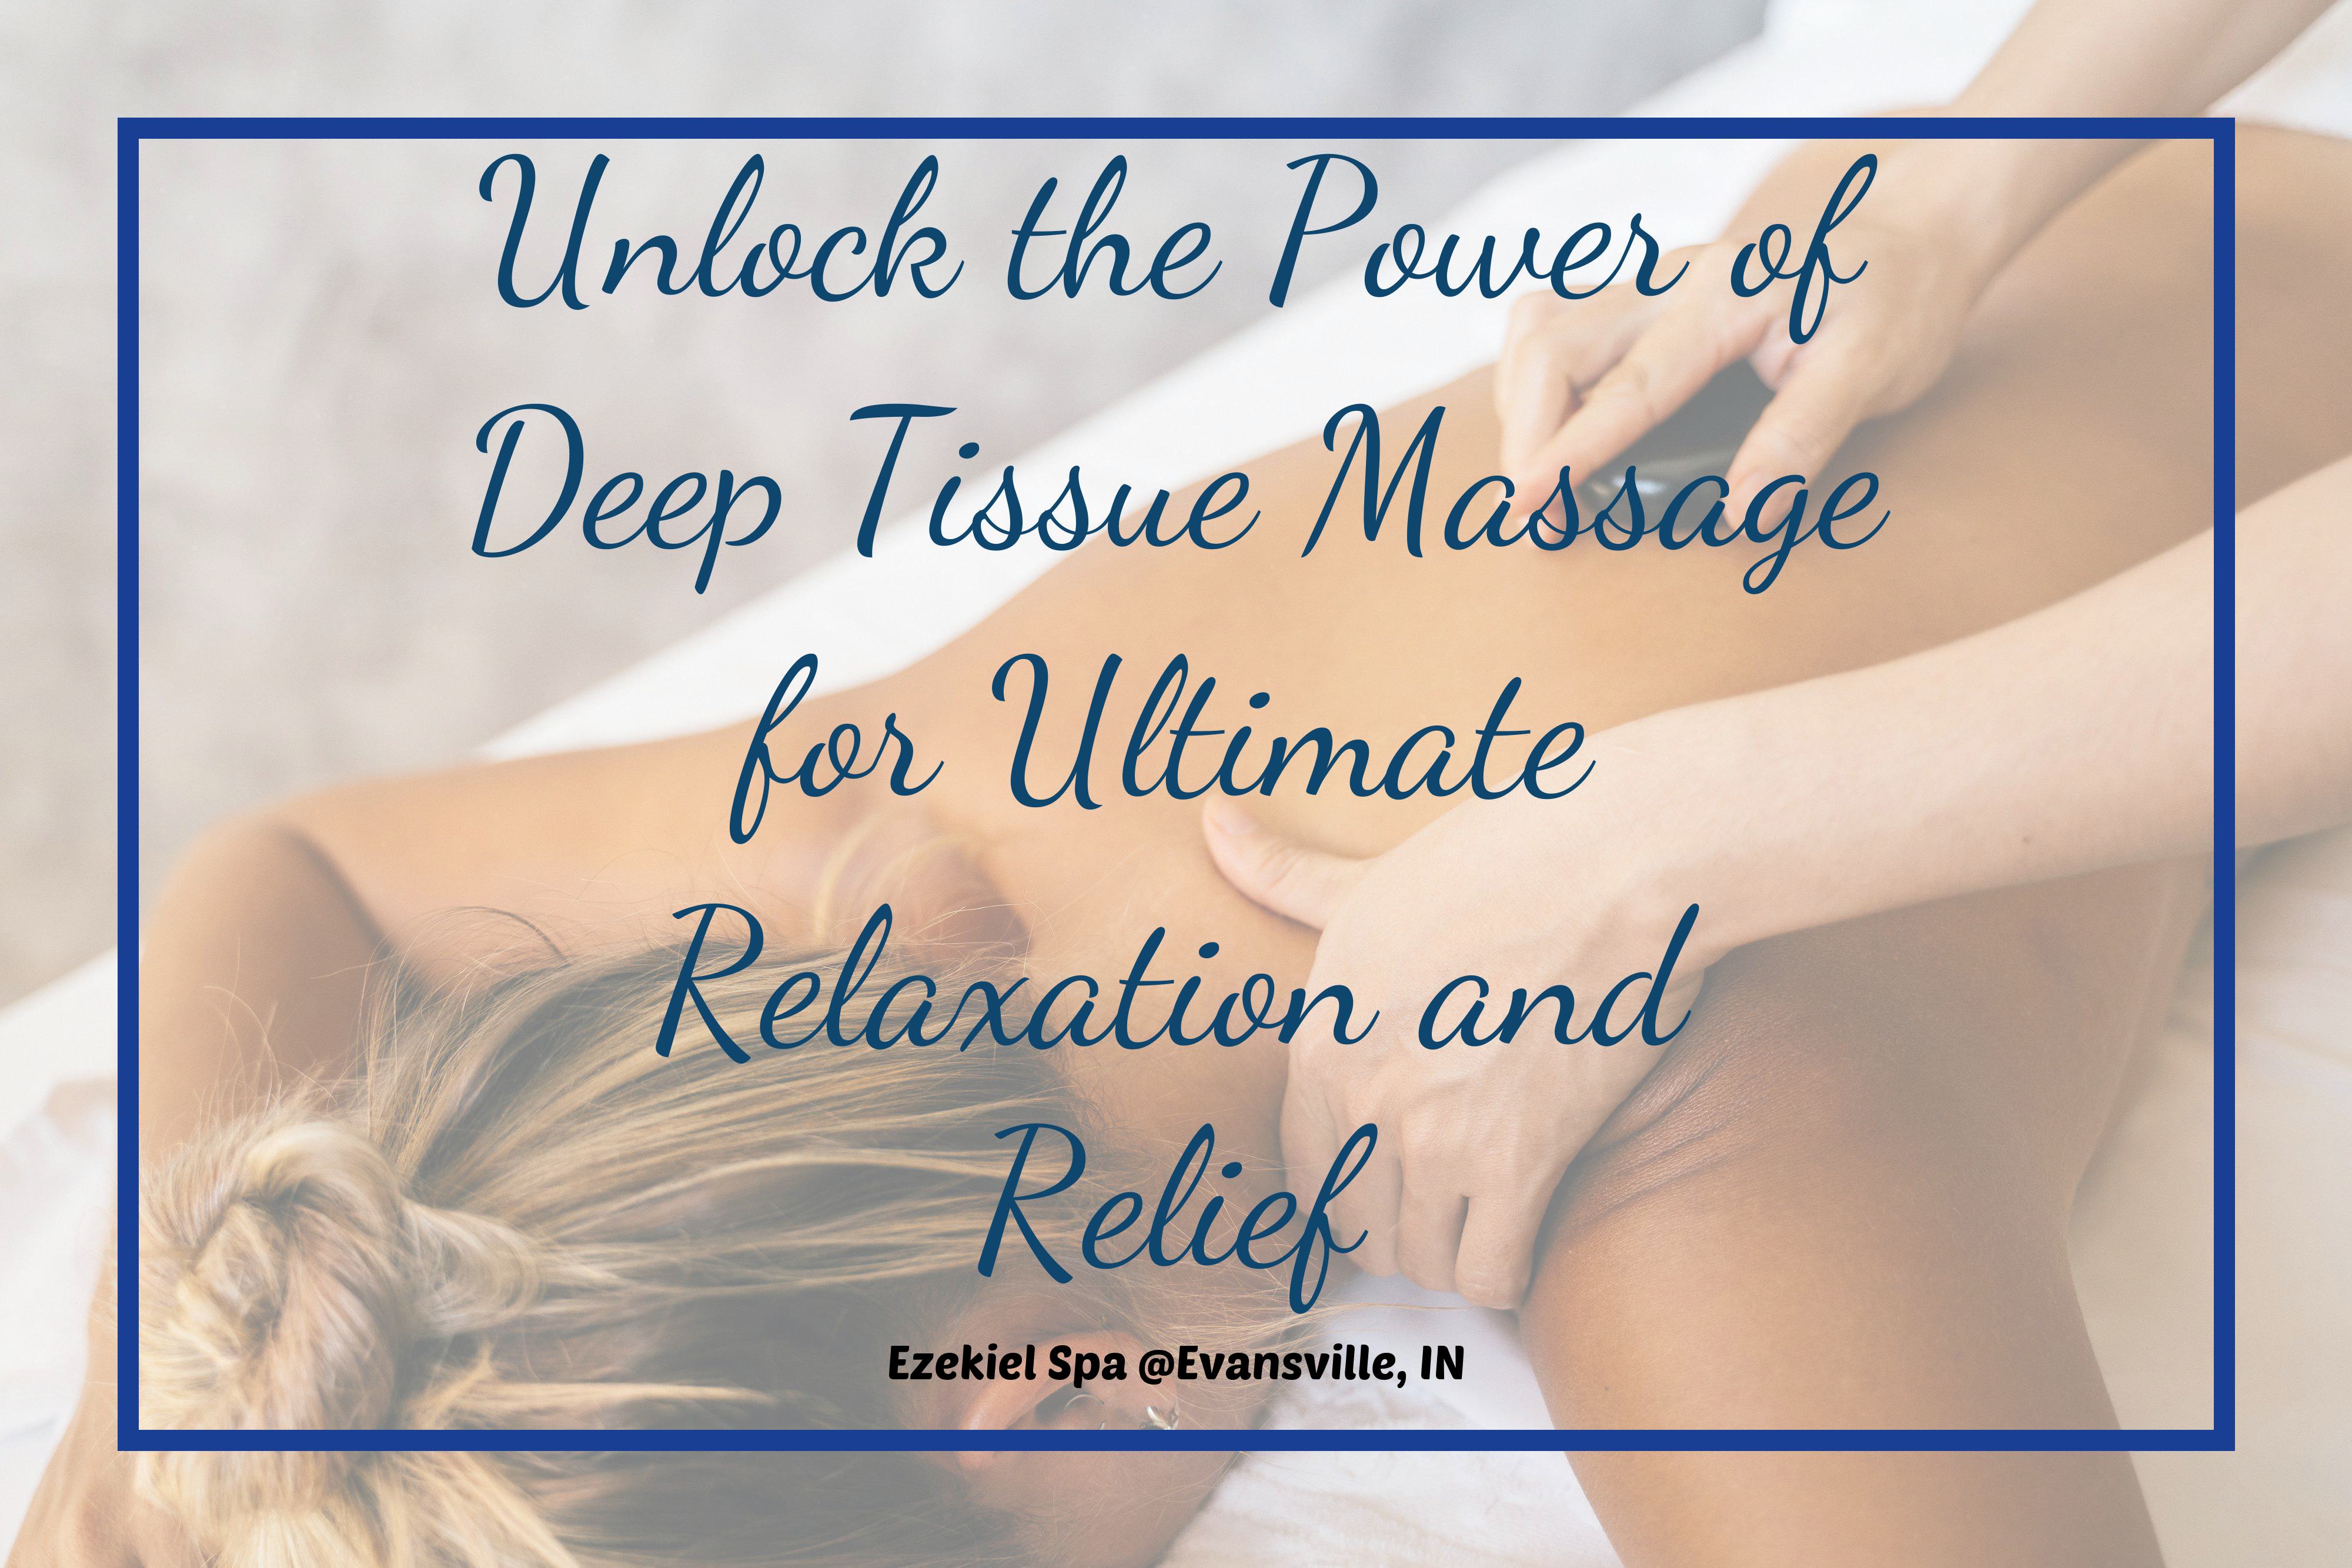 Unlock the Power of
Deep Tissue Massage
for Ultimate
Relaxation and
Relief
Ezekiel Spa @Evansville, IN